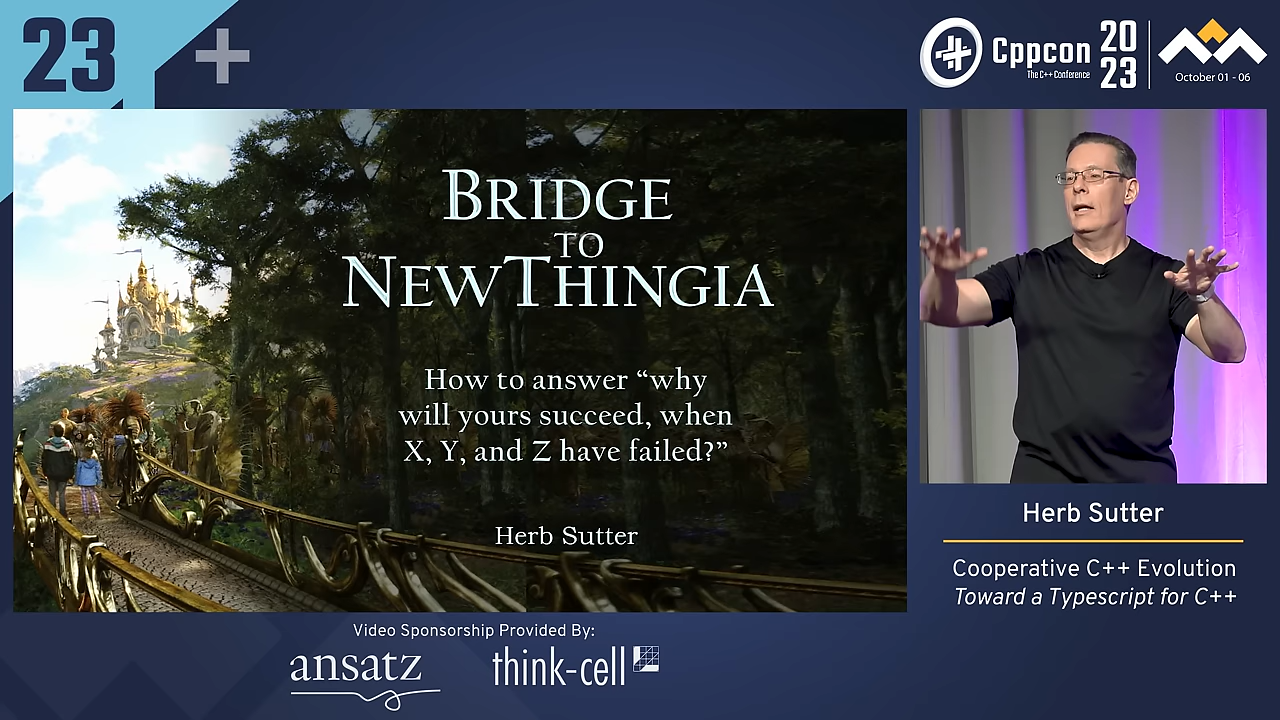 23
Cppcon
The C++ Conference
20
23
October 01 - 06
BRIDGE
TO
NEWTHINGIA
How to answer “why
will yours succeed, when
X, Y, and Z have failed?”
Herb Sutter
Herb Sutter
Cooperative C++ Evolution
Toward a Typescript for C++
Video Sponsorship Provided By:
ansatz
think-cell